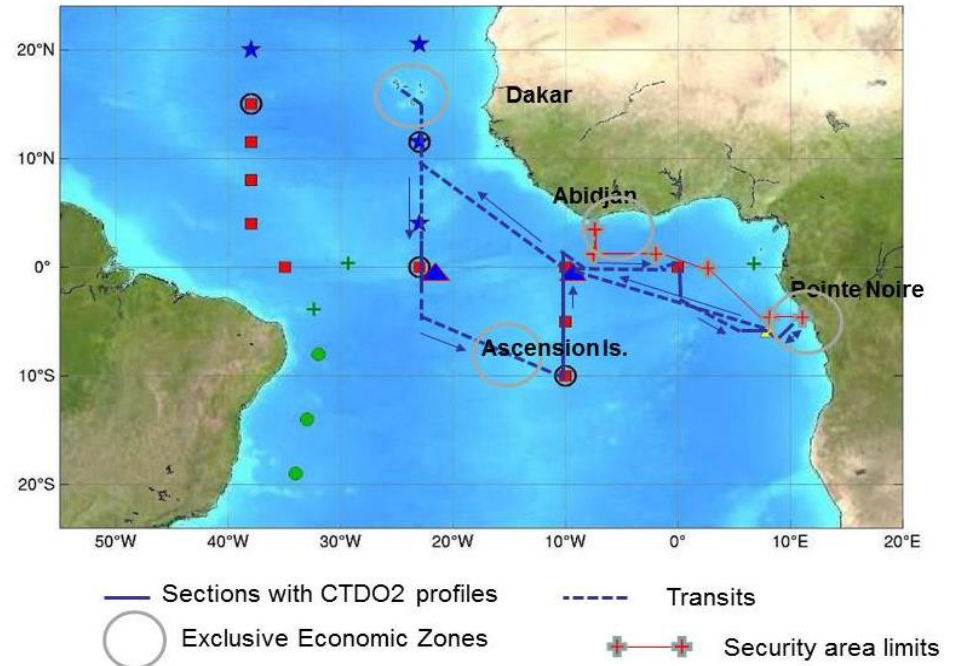 20°N
Dakar
10°N
Abidjan
0°
Pointe Noire
Ascension Is.
10°S
20°S
50°W 40°W 30°W 20°W 10°W 0° 10°E 20°E
Sections with CTDO2 profiles Transits
Exclusive Economic Zones Security area limits